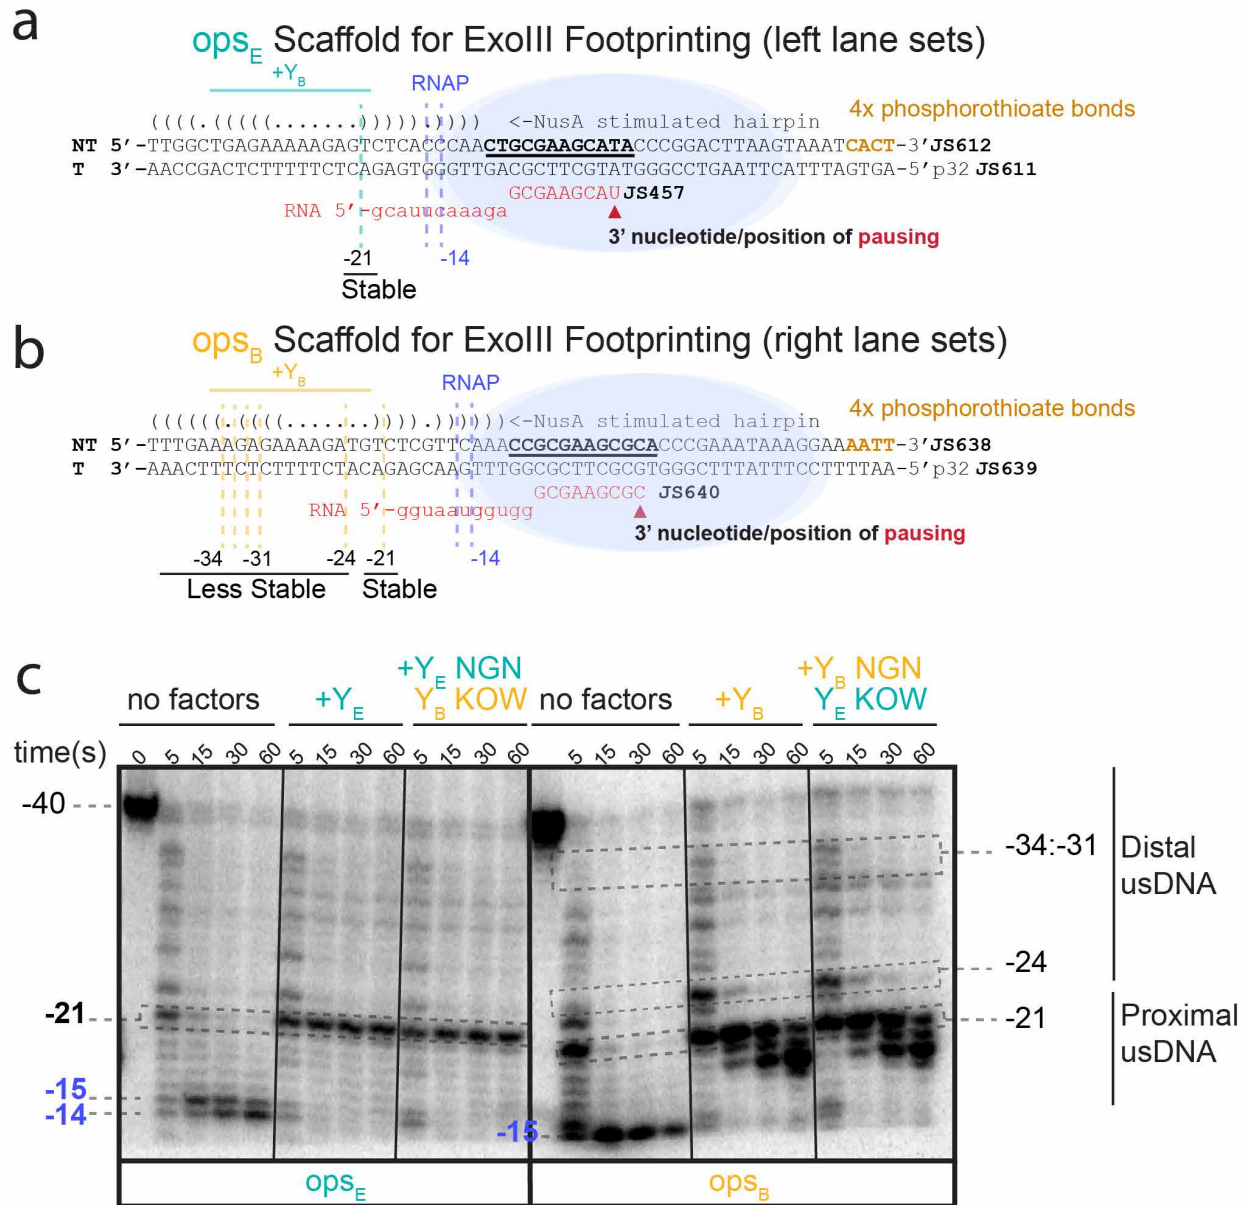 a
opsE Scaffold for ExoIII Footprinting (left lane sets)
+YB
RNAP
4x phosphorothioate bonds
((((.(((((.......))))).)))) <-NusA stimulated hairpin
NT 5’-TTGGCTGAGAAAAAGAGTCTCACCCAACTGCGAAGCATACCCGGACTTAAGTAAATCACT-3’JS612
T 3’-AACCGACTCTTTTTCTCAGAGTGGGTTGACGCTTCGTATGGGCCTGAATTCATTTAGTGA-5’p32 JS611
GCGAAGCAUJS457
RNA 5’-gcauucaaaga
3’ nucleotide/position of pausing
-21
-14
Stable
b
opsB Scaffold for ExoIII Footprinting (right lane sets)
+YB
RNAP
4x phosphorothioate bonds
((((((.(((((.......))))).))))))<-NusA stimulated hairpin
NT 5’-TTTGAAAGAGAAAAGATGTCTCGTTCAAACCGCGAAGCGCACCCGAAATAAAGGAAAATT-3’JS638
T 3’-AAACTTTCTCTTTTCTACAGAGCAAGTTTGGCGCTTCGCGTGGGCTTTATTTCCTTTTAA-5’p32 JS639
GCGAAGCGC JS640
RNA 5’-gguaauggugg
3’ nucleotide/position of pausing
-34 -31 -24 -21 -14
Less Stable Stable
c
no factors +YE +YE NGN YB KOW no factors +YB +YB NGN YE KOW
time(s) 0 5 15 30 60 5 15 30 60 5 15 30 60 5 15 30 60 5 15 30 60 5 15 30 60
-40
-34:-31
Distal usDNA
-24
-21
-21
Proximal usDNA
-15
-14
-15
opsE opsB